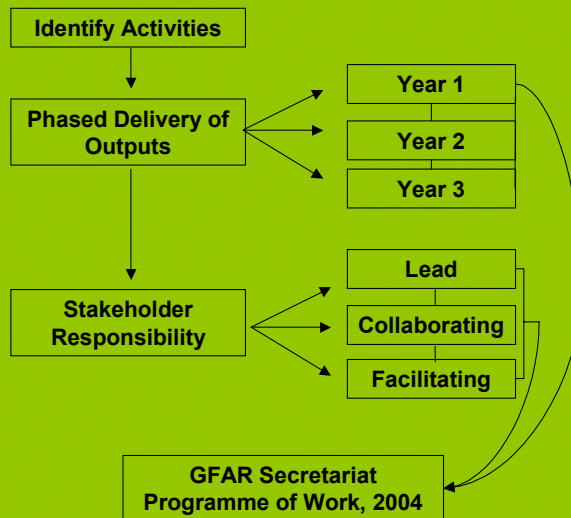 Identify Activities
Phased Delivery of
Outputs
Year 1
Year 2
Year 3
Stakeholder
Responsibility
Lead
Collaborating
Facilitating
GFAR Secretariat
Programme of Work, 2004